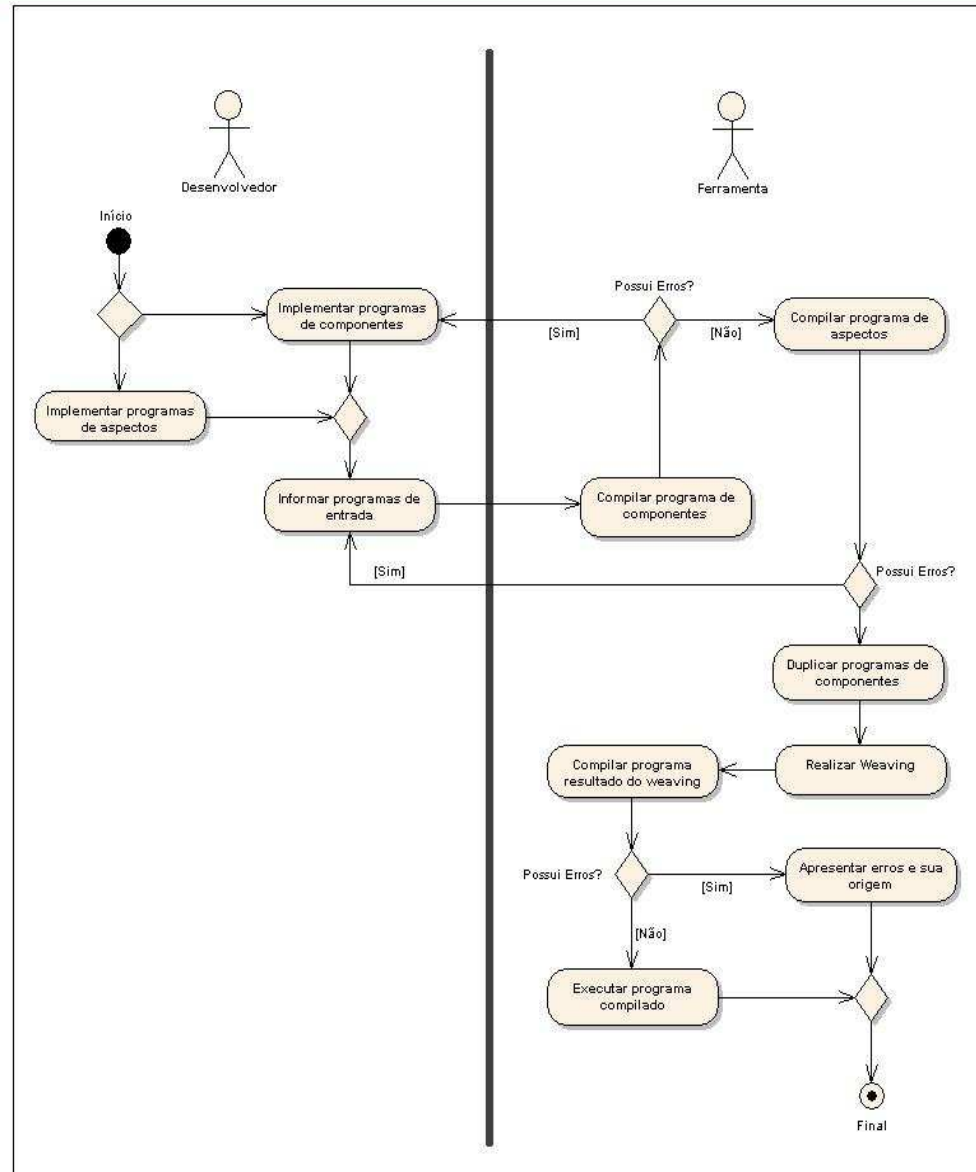 Desenvolvedor
Ferramenta
Início
Possui Erros?
Implementar programas
de componentes
[Sim]
[Não]
Compilar programa de
aspectos
Implementar programas
de aspectos
Informar programas de
entrada
Compilar programa de
componentes
[Sim]
Possui Erros?
Duplicar programas de
componentes
Compilar programa
resultado do weaving
Realizar Weaving
Possui Erros?
[Sim]
Apresentar erros e sua
origem
[Não]
Executar programa
compilado
Final